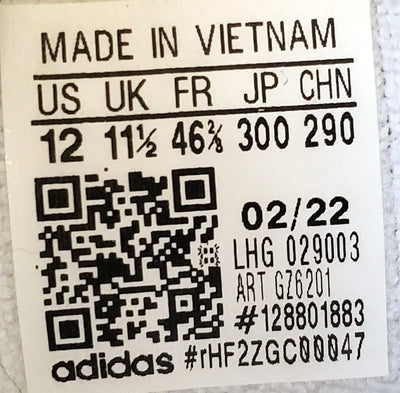 MADE IN VIETNAM
US UK FR JP CHN
12 11½ 46⅔ 300 290
02/22
LHG 029003
ART GZ6201
#128801883
adidas #rHF2ZGC00047